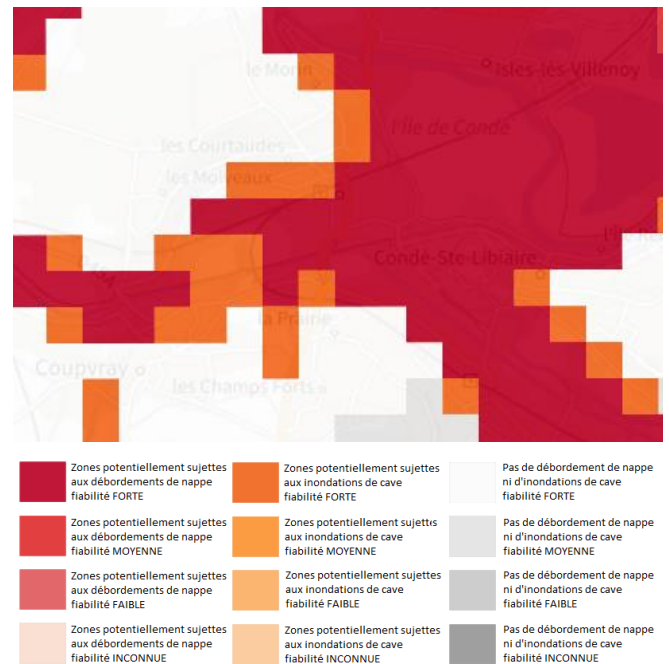 le Morin
Isles-lès-Villenoy
l'Île de Condé
les Courtaudes
les Molveaux
Condé-Ste-Libiaire
la Prairie
Coupvray
les Champs Forts
Zones potentiellement sujettes
aux débordements de nappe
fiabilité FORTE
Zones potentiellement sujettes
aux inondations de cave
fiabilité FORTE
Pas de débordement de nappe
ni d'inondations de cave
fiabilité FORTE
Zones potentiellement sujettes
aux débordements de nappe
fiabilité MOYENNE
Zones potentiellement sujettes
aux inondations de cave
fiabilité MOYENNE
Pas de débordement de nappe
ni d'inondations de cave
fiabilité MOYENNE
Zones potentiellement sujettes
aux débordements de nappe
fiabilité FAIBLE
Zones potentiellement sujettes
aux inondations de cave
fiabilité FAIBLE
Pas de débordement de nappe
ni d'inondations de cave
fiabilité FAIBLE
Zones potentiellement sujettes
aux débordements de nappe
fiabilité INCONNUE
Zones potentiellement sujettes
aux inondations de cave
fiabilité INCONNUE
Pas de débordement de nappe
ni d'inondations de cave
fiabilité INCONNUE